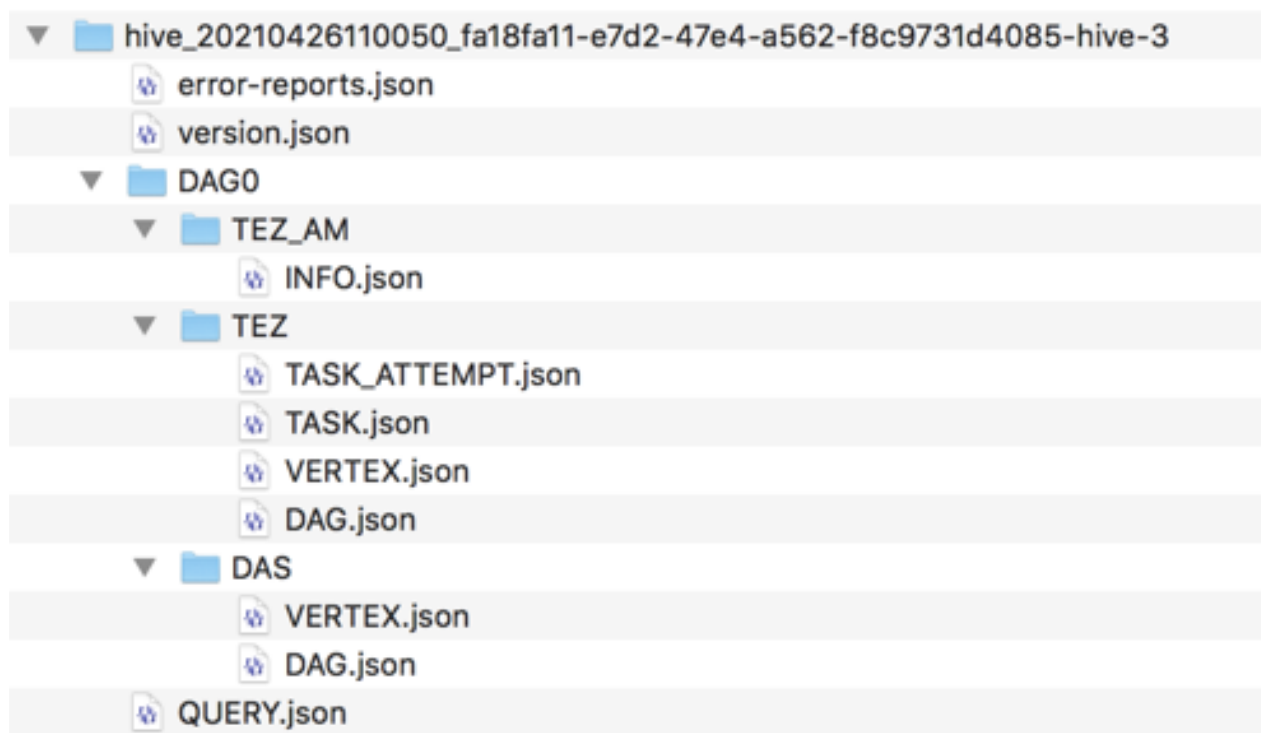 hive_20210426110050_fa18fa11-e7d2-47e4-a562-f8c9731d4085-hive-3
error-reports.json
version.json
DAG0
TEZ_AM
INFO.json
TEZ
TASK_ATTEMPT.json
TASK.json
VERTEX.json
DAG.json
DAS
VERTEX.json
DAG.json
QUERY.json